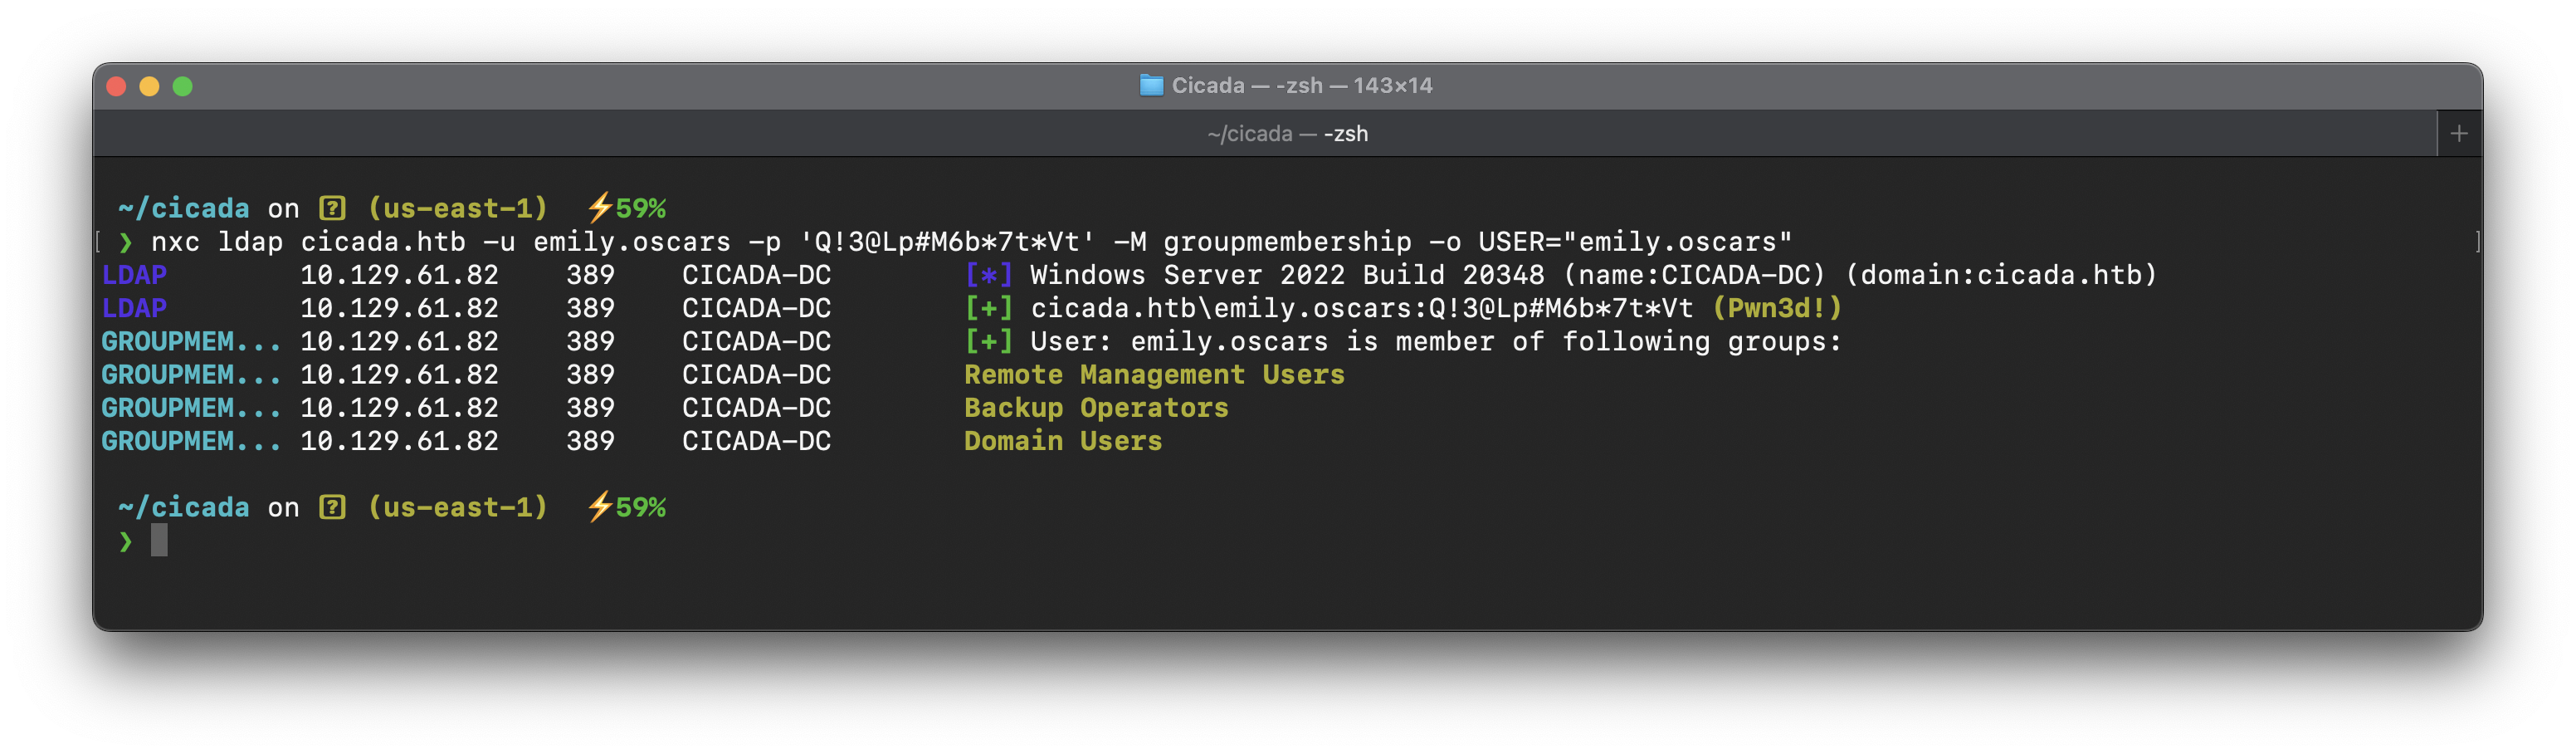 Cicada — -zsh — 143×14
~/cicada — -zsh +
~/cicada on ? (us-east-1) ⚡59%
[ ❯ nxc ldap cicada.htb -u emily.oscars -p 'Q!3@Lp#M6b*7t*Vt' -M groupmembership -o USER="emily.oscars" ]
LDAP 10.129.61.82 389 CICADA-DC [*] Windows Server 2022 Build 20348 (name:CICADA-DC) (domain:cicada.htb)
LDAP 10.129.61.82 389 CICADA-DC [+] cicada.htb\emily.oscars:Q!3@Lp#M6b*7t*Vt (Pwn3d!)
GROUPMEM... 10.129.61.82 389 CICADA-DC [+] User: emily.oscars is member of following groups:
GROUPMEM... 10.129.61.82 389 CICADA-DC Remote Management Users
GROUPMEM... 10.129.61.82 389 CICADA-DC Backup Operators
GROUPMEM... 10.129.61.82 389 CICADA-DC Domain Users
~/cicada on ? (us-east-1) ⚡59%
❯